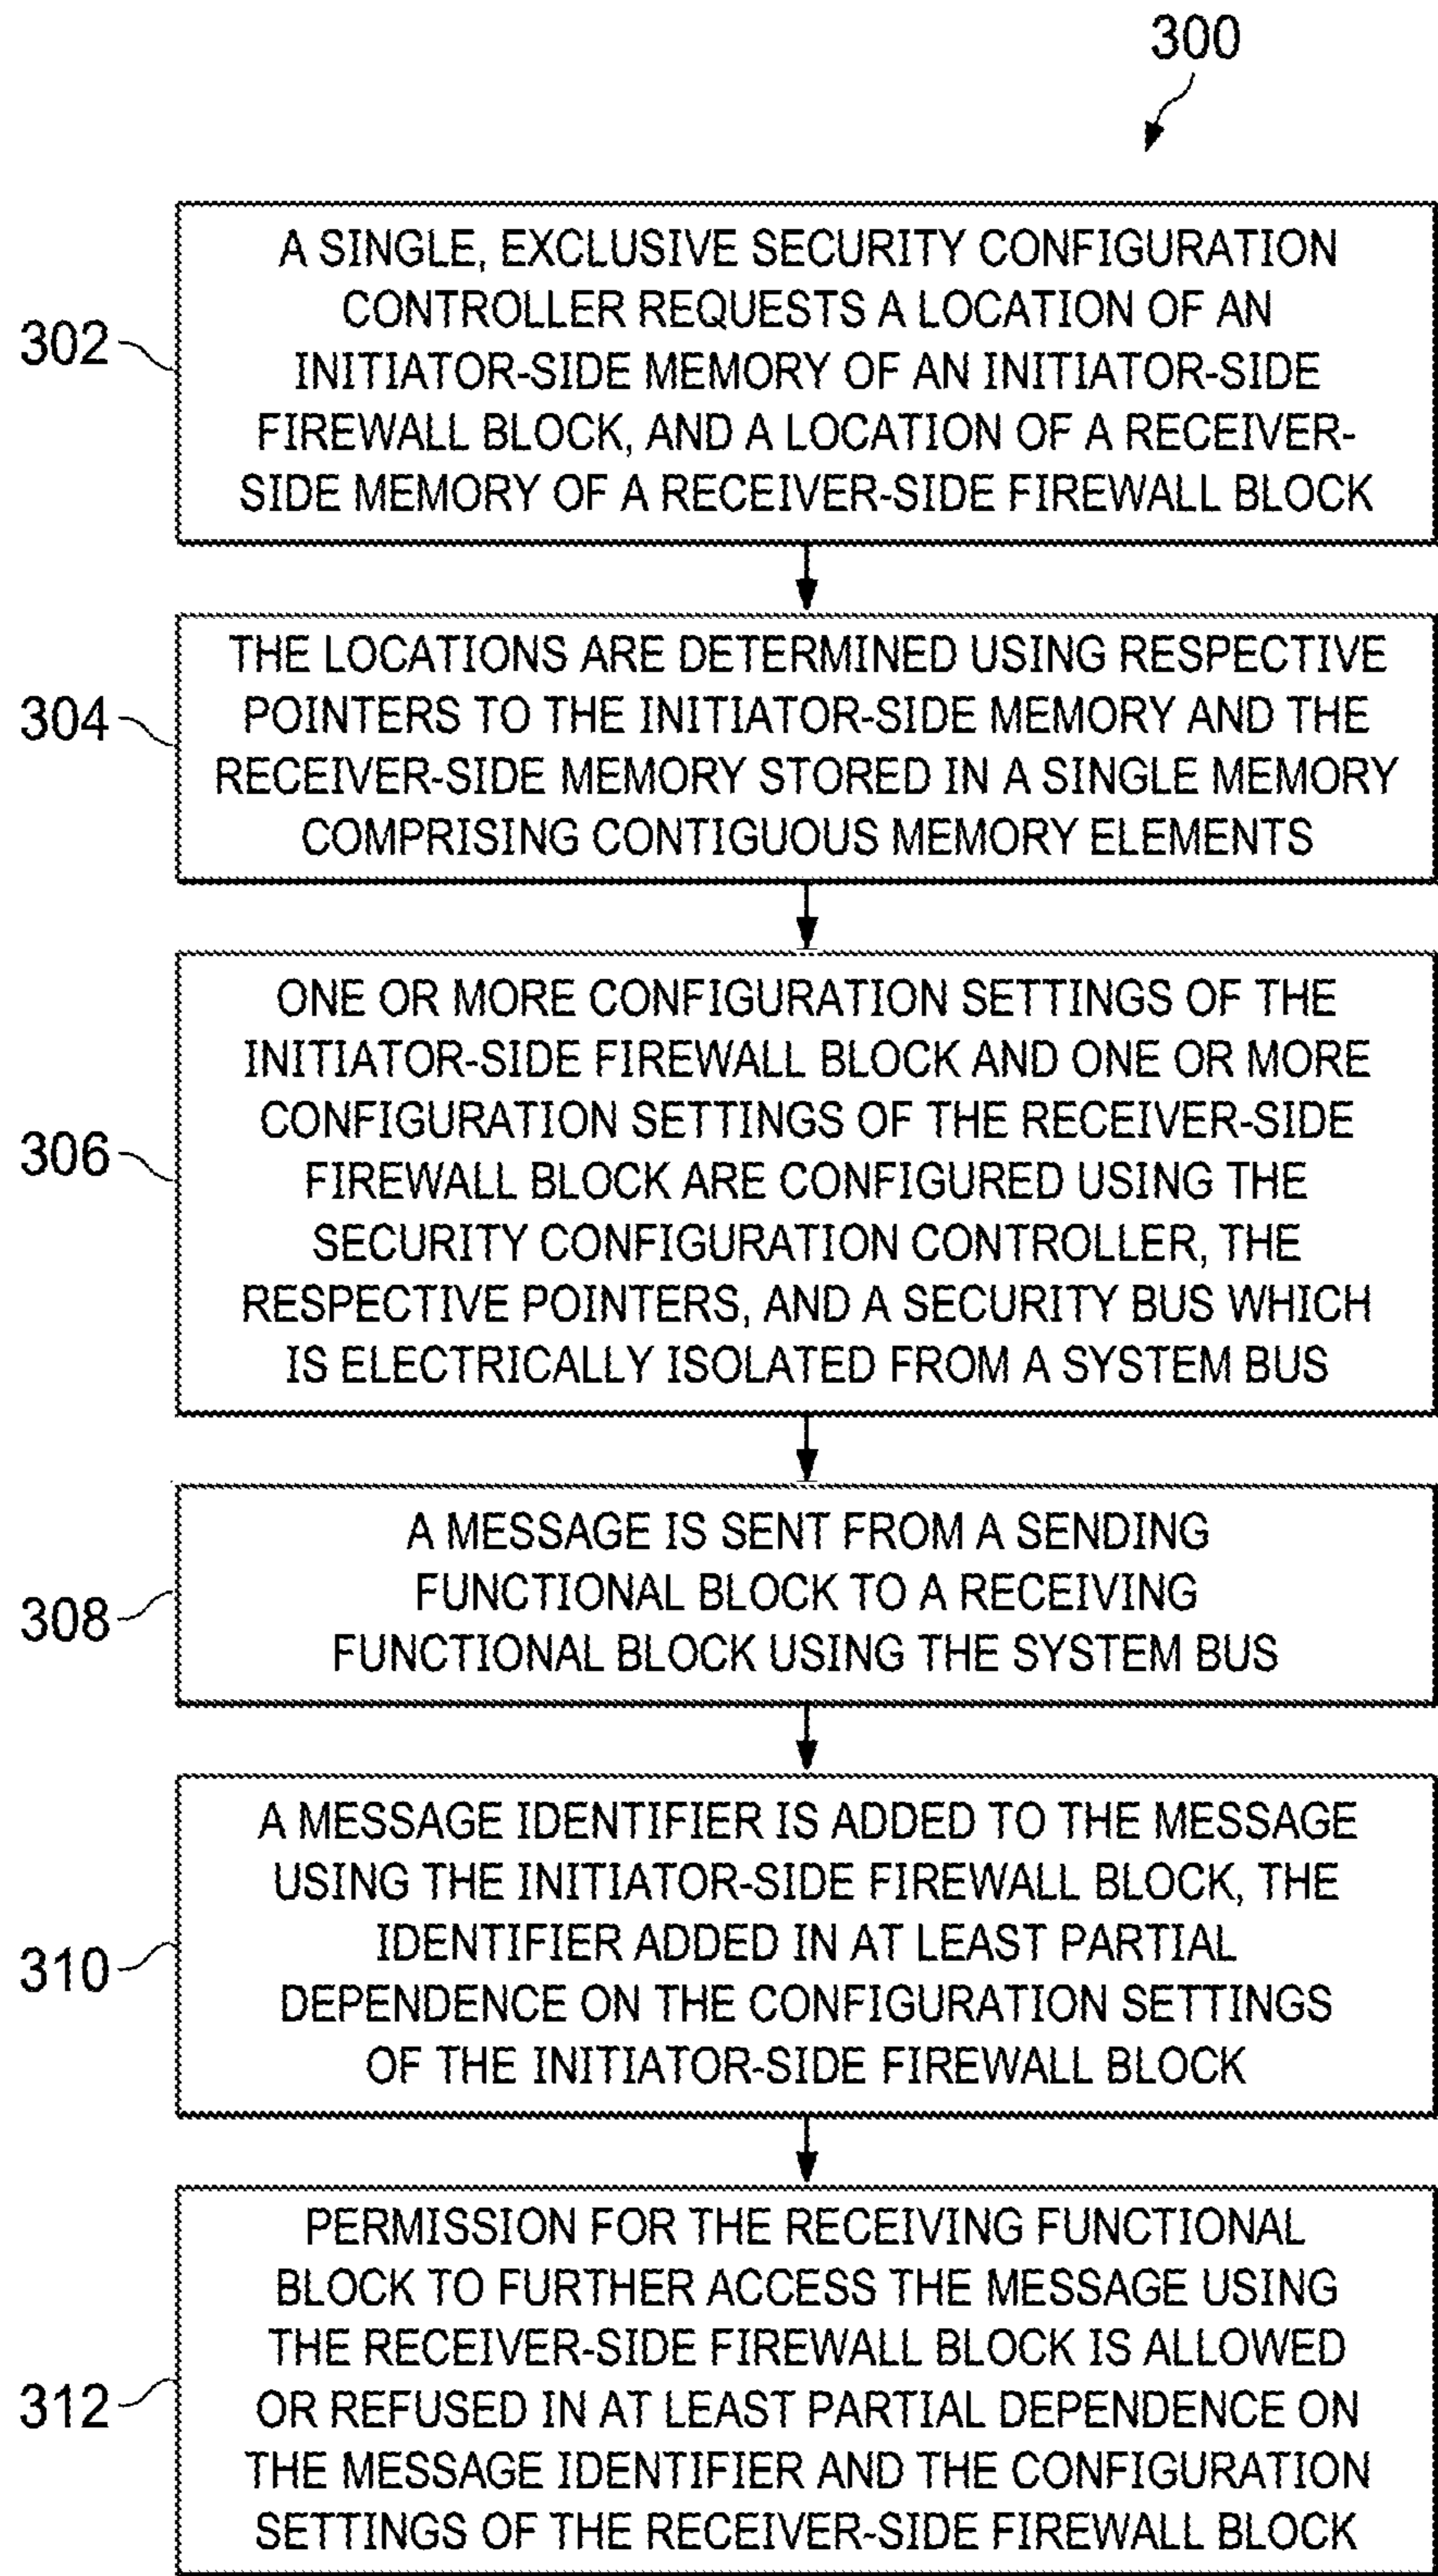 300
302
A SINGLE, EXCLUSIVE SECURITY CONFIGURATION
CONTROLLER REQUESTS A LOCATION OF AN
INITIATOR-SIDE MEMORY OF AN INITIATOR-SIDE
FIREWALL BLOCK, AND A LOCATION OF A RECEIVER-
SIDE MEMORY OF A RECEIVER-SIDE FIREWALL BLOCK
304
THE LOCATIONS ARE DETERMINED USING RESPECTIVE
POINTERS TO THE INITIATOR-SIDE MEMORY AND THE
RECEIVER-SIDE MEMORY STORED IN A SINGLE MEMORY
COMPRISING CONTIGUOUS MEMORY ELEMENTS
306
ONE OR MORE CONFIGURATION SETTINGS OF THE
INITIATOR-SIDE FIREWALL BLOCK AND ONE OR MORE
CONFIGURATION SETTINGS OF THE RECEIVER-SIDE
FIREWALL BLOCK ARE CONFIGURED USING THE
SECURITY CONFIGURATION CONTROLLER, THE
RESPECTIVE POINTERS, AND A SECURITY BUS WHICH
IS ELECTRICALLY ISOLATED FROM A SYSTEM BUS
308
A MESSAGE IS SENT FROM A SENDING
FUNCTIONAL BLOCK TO A RECEIVING
FUNCTIONAL BLOCK USING THE SYSTEM BUS
310
A MESSAGE IDENTIFIER IS ADDED TO THE MESSAGE
USING THE INITIATOR-SIDE FIREWALL BLOCK, THE
IDENTIFIER ADDED IN AT LEAST PARTIAL
DEPENDENCE ON THE CONFIGURATION SETTINGS
OF THE INITIATOR-SIDE FIREWALL BLOCK
312
PERMISSION FOR THE RECEIVING FUNCTIONAL
BLOCK TO FURTHER ACCESS THE MESSAGE USING
THE RECEIVER-SIDE FIREWALL BLOCK IS ALLOWED
OR REFUSED IN AT LEAST PARTIAL DEPENDENCE ON
THE MESSAGE IDENTIFIER AND THE CONFIGURATION
SETTINGS OF THE RECEIVER-SIDE FIREWALL BLOCK